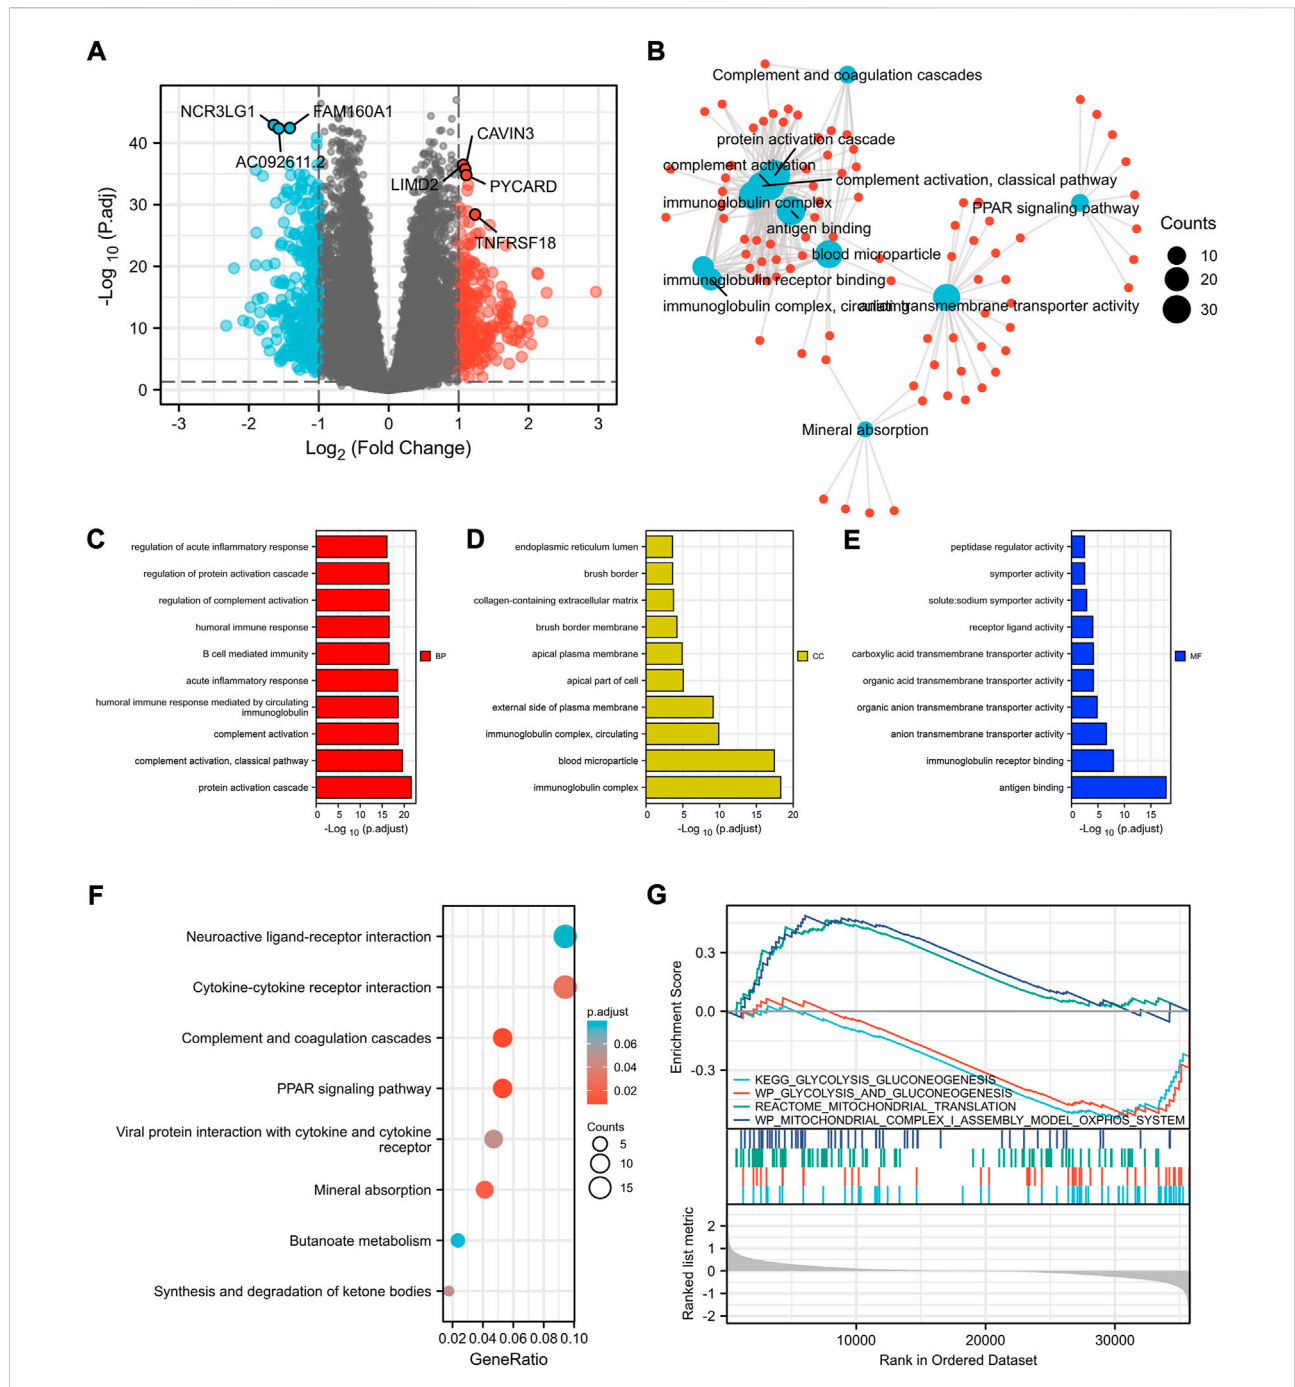 A
NCR3LG1
FAM160A1
AC092611.2
CAVIN3
LIMD2
PYCARD
TNFRSF18
-Log 10 (P.adj)
40
30
20
10
0
-3 -2 -1 0 1 2 3
Log2 (Fold Change)
B
Complement and coagulation cascades
protein activation cascade
complement activation
complement activation, classical pathway
immunoglobulin complex
antigen binding
PPAR signaling pathway
blood microparticle
immunoglobulin receptor binding
immunoglobulin complex, circulating
anion transmembrane transporter activity
Mineral absorption
Counts
10
20
30
C
regulation of acute inflammatory response
regulation of protein activation cascade
regulation of complement activation
humoral immune response
B cell mediated immunity
acute inflammatory response
humoral immune response mediated by circulating
immunoglobulin
complement activation
complement activation, classical pathway
protein activation cascade
0 5 10 15 20
-Log 10 (p.adjust)
BP
D
endoplasmic reticulum lumen
brush border
collagen-containing extracellular matrix
brush border membrane
apical plasma membrane
apical part of cell
external side of plasma membrane
immunoglobulin complex, circulating
blood microparticle
immunoglobulin complex
0 5 10 15 20
-Log 10 (p.adjust)
CC
E
peptidase regulator activity
symporter activity
solute:sodium symporter activity
receptor ligand activity
carboxylic acid transmembrane transporter activity
organic acid transmembrane transporter activity
organic anion transmembrane transporter activity
anion transmembrane transporter activity
immunoglobulin receptor binding
antigen binding
0 5 10 15
-Log 10 (p.adjust)
MF
F
Neuroactive ligand-receptor interaction
Cytokine-cytokine receptor interaction
Complement and coagulation cascades
PPAR signaling pathway
Viral protein interaction with cytokine and cytokine
receptor
Mineral absorption
Butanoate metabolism
Synthesis and degradation of ketone bodies
0.02 0.04 0.06 0.08 0.10
GeneRatio
p.adjust
0.06
0.04
0.02
Counts
5
10
15
G
Enrichment Score
0.3
0.0
-0.3
KEGG_GLYCOLYSIS_GLUCONEOGENESIS
WP_GLYCOLYSIS_AND_GLUCONEOGENESIS
REACTOME_MITOCHONDRIAL_TRANSLATION
WP_MITOCHONDRIAL_COMPLEX_I_ASSEMBLY_MODEL_OXPHOS_SYSTEM
Ranked list metric
2
1
0
-1
-2
10000 20000 30000
Rank in Ordered Dataset